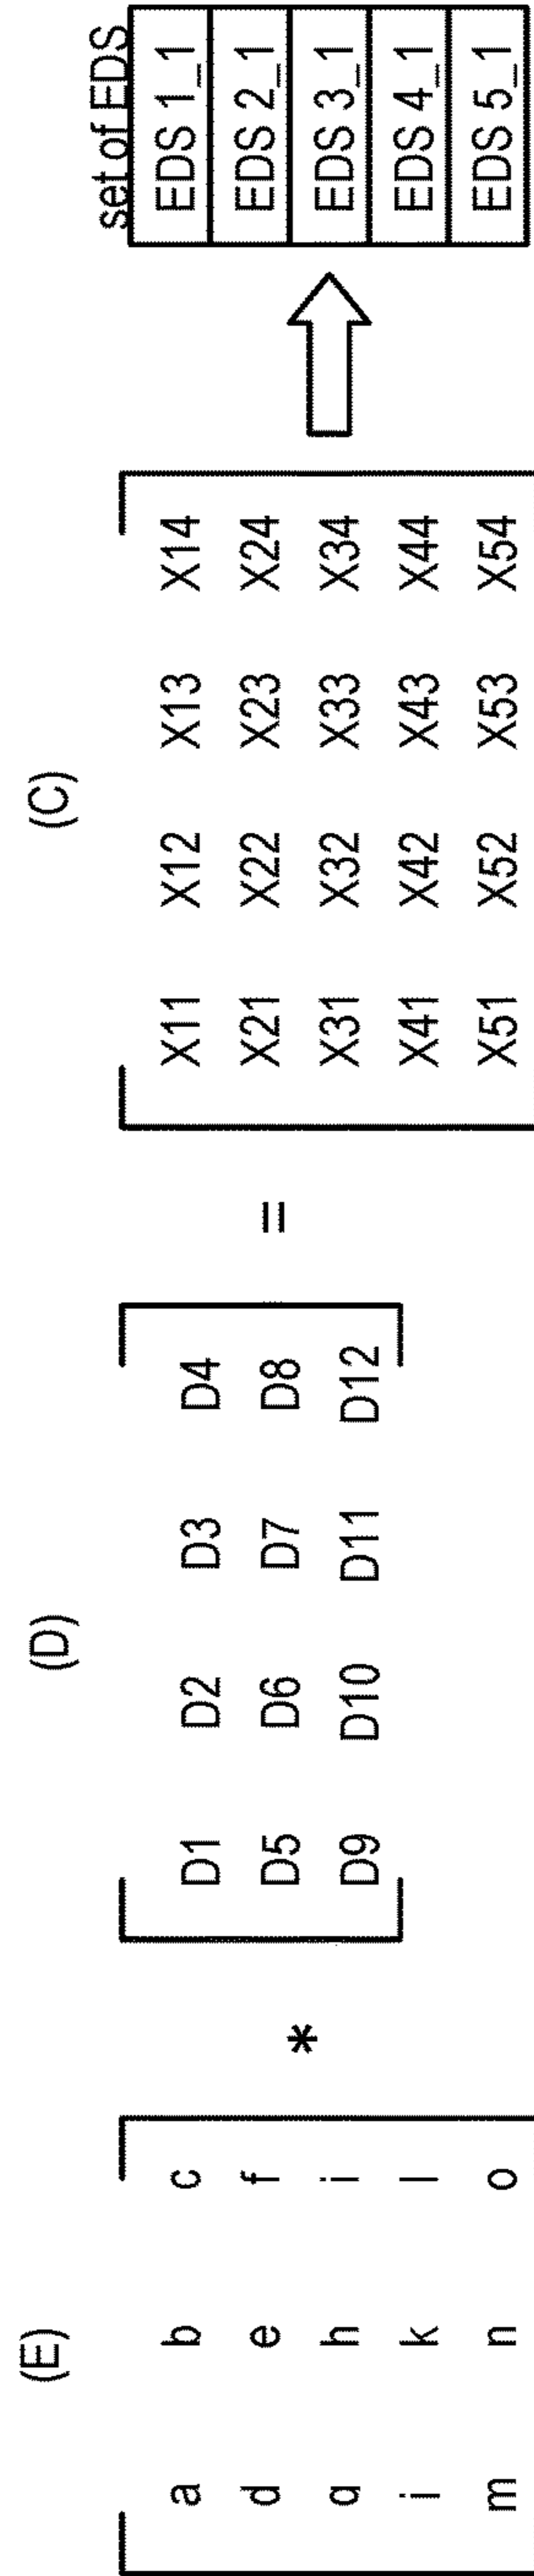 (E)
a b c
d e f
g h i
j k l
m n o
*
(D)
D1 D2 D3 D4
D5 D6 D7 D8
D9 D10 D11 D12
=
(C)
X11 X12 X13 X14
X21 X22 X23 X24
X31 X32 X33 X34
X41 X42 X43 X44
X51 X52 X53 X54
set of EDS
EDS 1_1
EDS 2_1
EDS 3_1
EDS 4_1
EDS 5_1